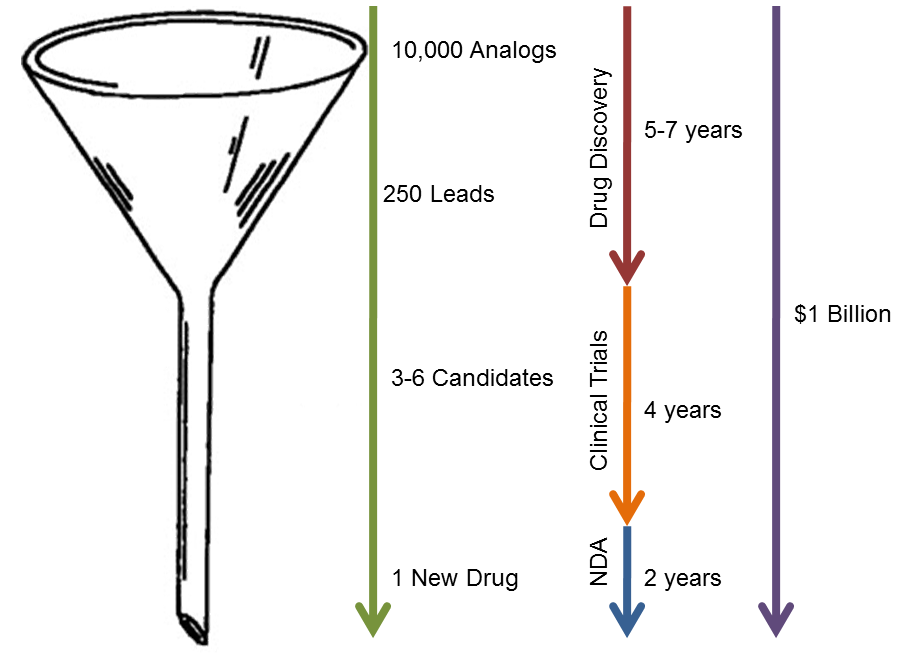 10,000 Analogs
250 Leads
3-6 Candidates
1 New Drug
Drug Discovery
5-7 years
Clinical Trials
4 years
NDA
2 years
$1 Billion